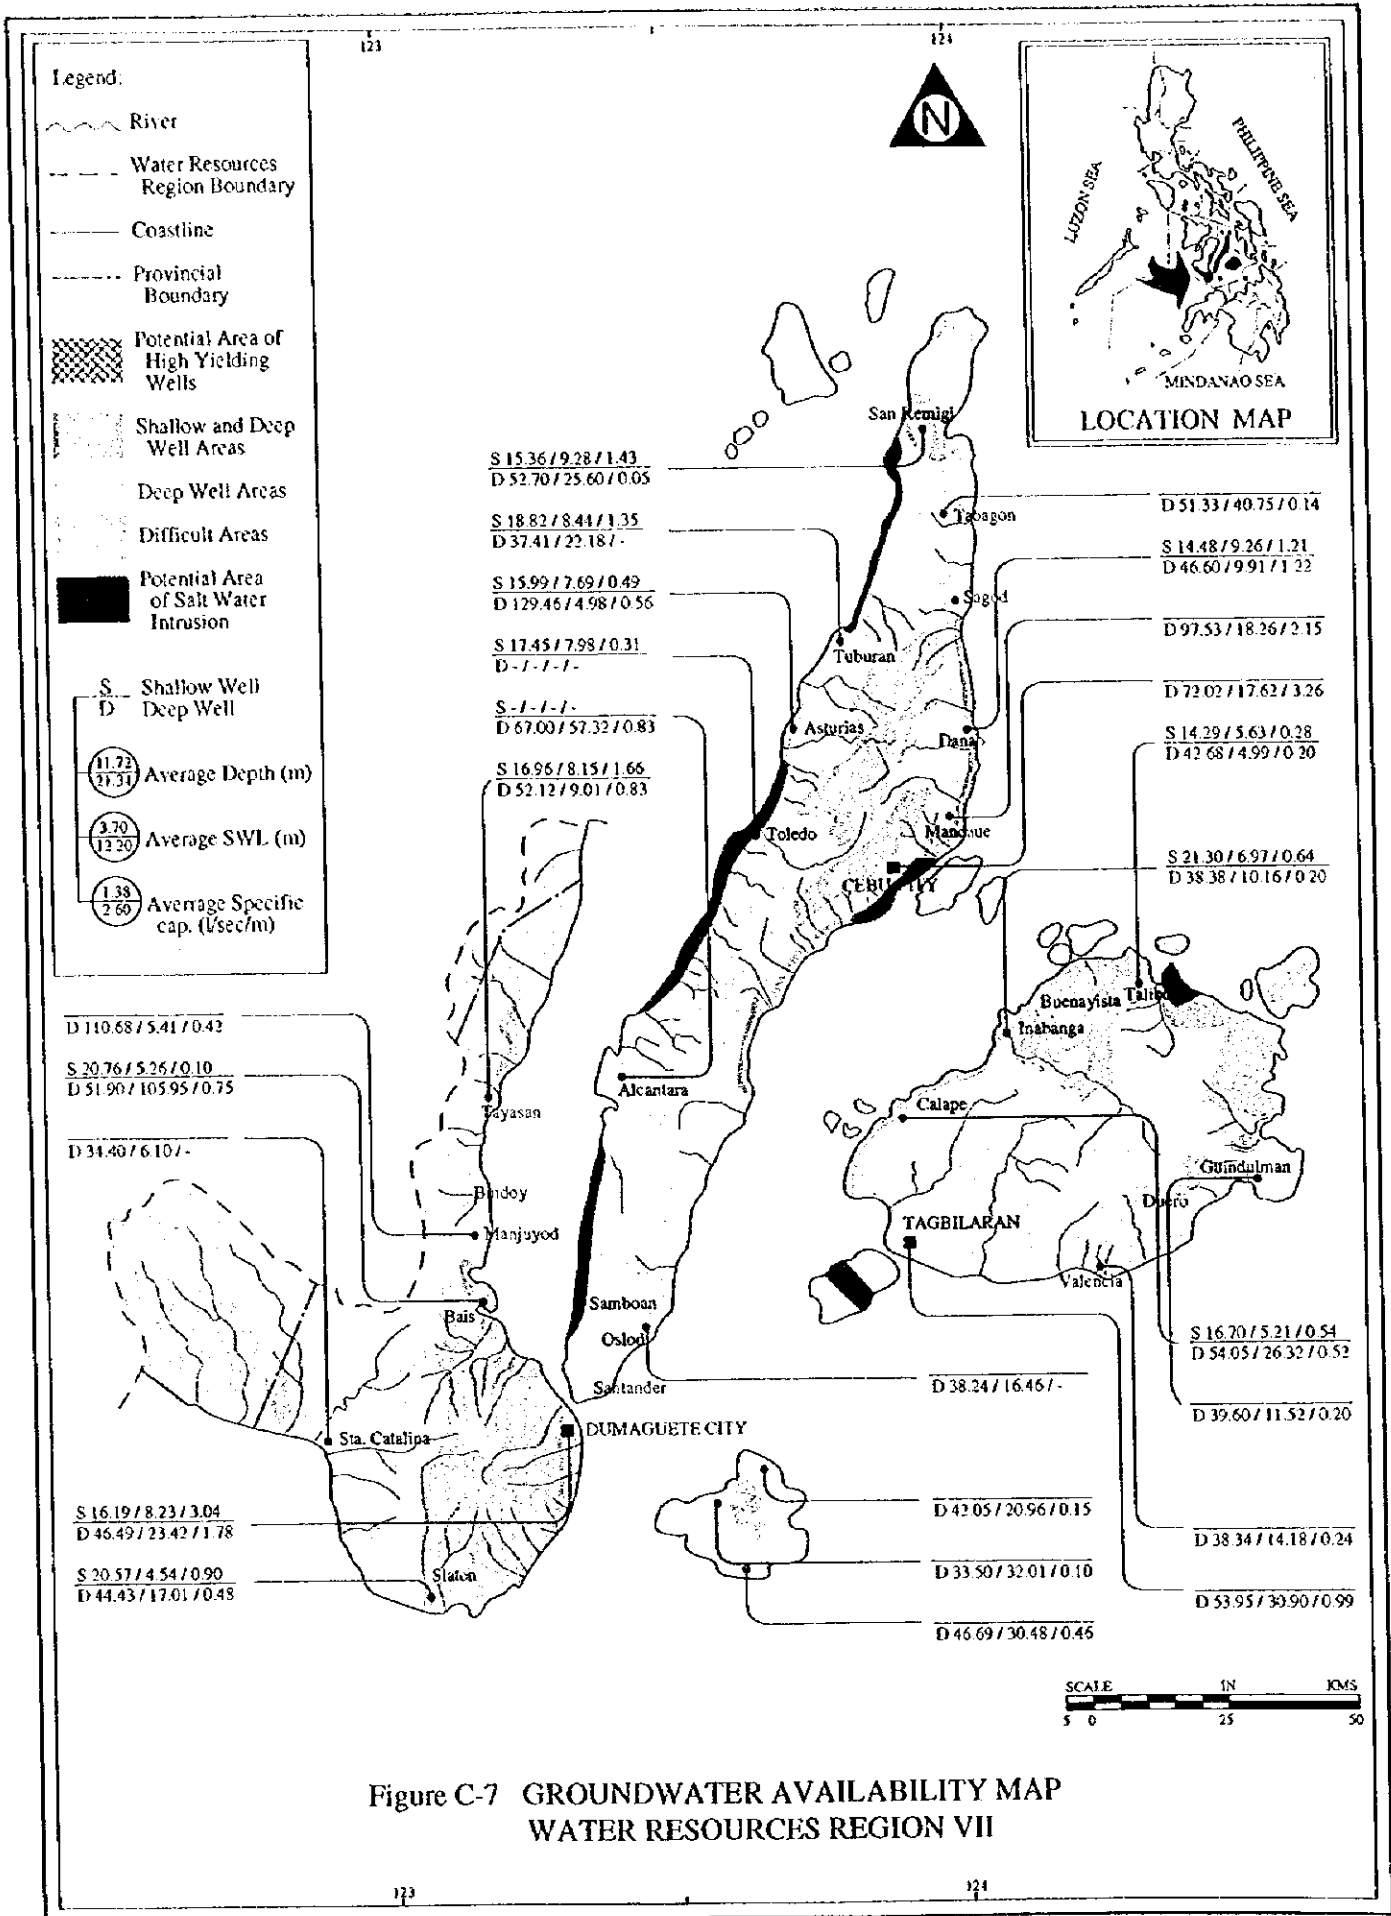 123
124
Legend:
River
Water Resources
Region Boundary
Coastline
Provincial
Boundary
Potential Area of
High Yielding
Wells
Shallow and Deep
Well Areas
Deep Well Areas
Difficult Areas
Potential Area
of Salt Water
Intrusion
S Shallow Well
D Deep Well
11.72
21.34
Average Depth (m)
3.70
12.20
Average SWL (m)
1.38
2.60
Averrage Specific
cap. (l/sec/m)
N
LUZON SEA
PHILIPPINE SEA
MINDANAO SEA
LOCATION MAP
San Remigi
S 15.36 / 9.28 / 1.43
D 52.70 / 25.60 / 0.05
S 18.82 / 8.44 / 1.35
D 37.41 / 22.18 / -
S 15.99 / 7.69 / 0.49
D 129.46 / 4.98 / 0.56
S 17.45 / 7.98 / 0.31
D - / - / - / -
S - / - / - / -
D 67.00 / 57.32 / 0.83
S 16.96 / 8.15 / 1.66
D 52.12 / 9.01 / 0.83
D 51.33 / 40.75 / 0.14
S 14.48 / 9.26 / 1.21
D 46.60 / 9.91 / 1.22
D 97.53 / 18.26 / 2.15
D 72.02 / 17.62 / 3.26
S 14.29 / 5.63 / 0.28
D 42.68 / 4.99 / 0.20
S 21.30 / 6.97 / 0.64
D 38.38 / 10.16 / 0.20
Tabagon
Sagod
Tuburan
Asturias
Dana
Toledo
Mandaue
CEBU CITY
Buenavista
Talibo
Inabanga
D 110.68 / 5.41 / 0.42
S 20.76 / 5.26 / 0.10
D 51.90 / 105.95 / 0.75
D 34.40 / 6.10 / -
Alcantara
Tayasan
Calape
Guindulman
Duero
Bindoy
Manjuyod
TAGBILARAN
Valencia
Bais
Samboan
Oslod
Santander
S 16.70 / 5.21 / 0.54
D 54.05 / 26.32 / 0.52
D 38.24 / 16.46 / -
D 39.60 / 11.52 / 0.20
Sta. Catalina
DUMAGUETE CITY
S 16.19 / 8.23 / 3.04
D 46.49 / 23.42 / 1.78
D 42.05 / 20.96 / 0.15
D 38.34 / 14.18 / 0.24
S 20.57 / 4.54 / 0.90
D 44.43 / 17.01 / 0.48
Slaton
D 33.50 / 32.01 / 0.10
D 53.95 / 30.90 / 0.99
D 46.69 / 30.48 / 0.46
SCALE IN KMS
5 0 25 50
Figure C-7 GROUNDWATER AVAILABILITY MAP
WATER RESOURCES REGION VII
123
124